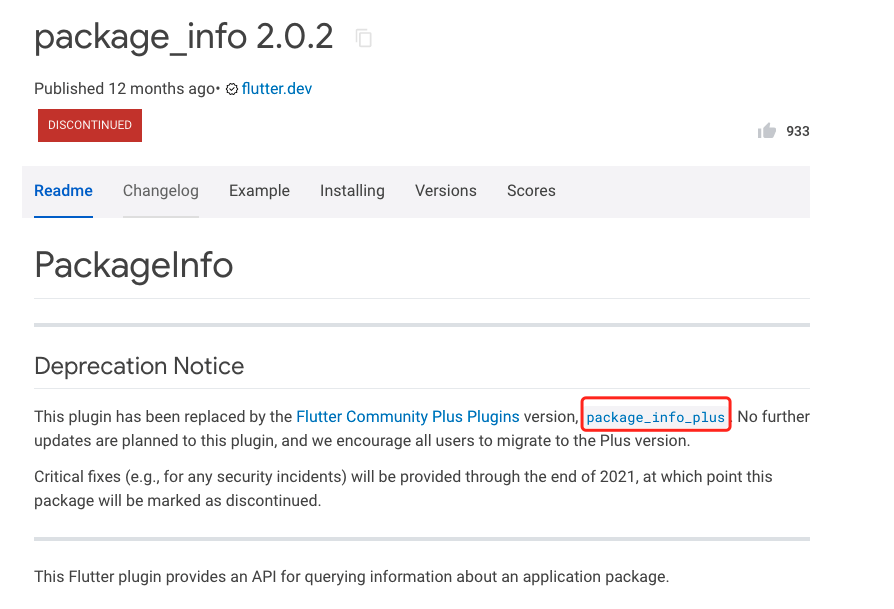 package_info 2.0.2
Published 12 months ago• flutter.dev
DISCONTINUED
933
Readme Changelog Example Installing Versions Scores
PackageInfo
Deprecation Notice
This plugin has been replaced by the Flutter Community Plus Plugins version, package_info_plus No further
updates are planned to this plugin, and we encourage all users to migrate to the Plus version.
Critical fixes (e.g., for any security incidents) will be provided through the end of 2021, at which point this
package will be marked as discontinued.
This Flutter plugin provides an API for querying information about an application package.